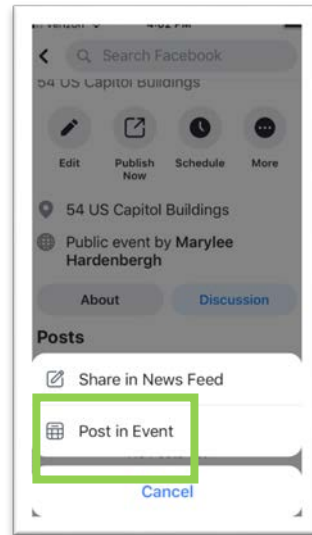 Search Facebook
54 US Capitol Buildings
Edit
Publish
Now
Schedule
More
54 US Capitol Buildings
Public event by Marylee
Hardenbergh
About
Discussion
Posts
Share in News Feed
Post in Event
Cancel